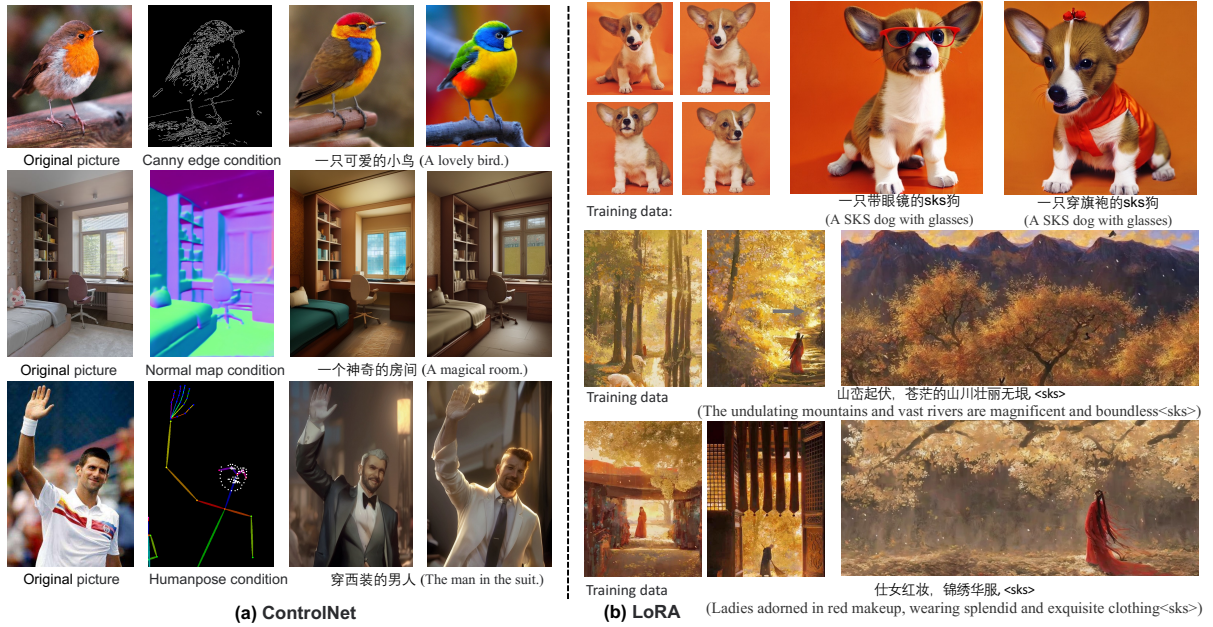 Original picture
Canny edge condition
一只可爱的小鸟 (A lovely bird.)
Original picture
Normal map condition
一个神奇的房间 (A magical room.)
Original picture
Humanpose condition
穿西装的男人 (The man in the suit.)
(a) ControlNet
Training data:
一只带眼镜的sks狗
(A SKS dog with glasses)
一只穿旗袍的sks狗
(A SKS dog with glasses)
Training data
山峦起伏，苍茫的山川壮丽无垠, <sks>
(The undulating mountains and vast rivers are magnificent and boundless<sks>)
Training data
仕女红妆，锦绣华服, <sks>
(Ladies adorned in red makeup, wearing splendid and exquisite clothing<sks>)
(b) LoRA